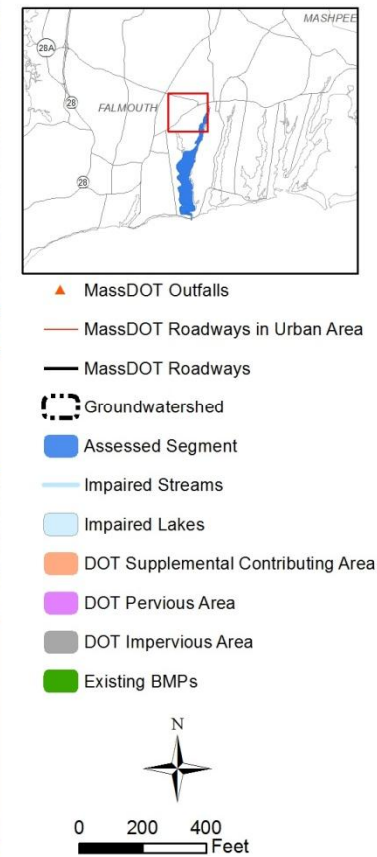 MASHPEE
28A
28
FALMOUTH
28
MassDOT Outfalls
MassDOT Roadways in Urban Area
MassDOT Roadways
Groundwatershed
Assessed Segment
Impaired Streams
Impaired Lakes
DOT Supplemental Contributing Area
DOT Pervious Area
DOT Impervious Area
Existing BMPs
N
0 200 400
Feet